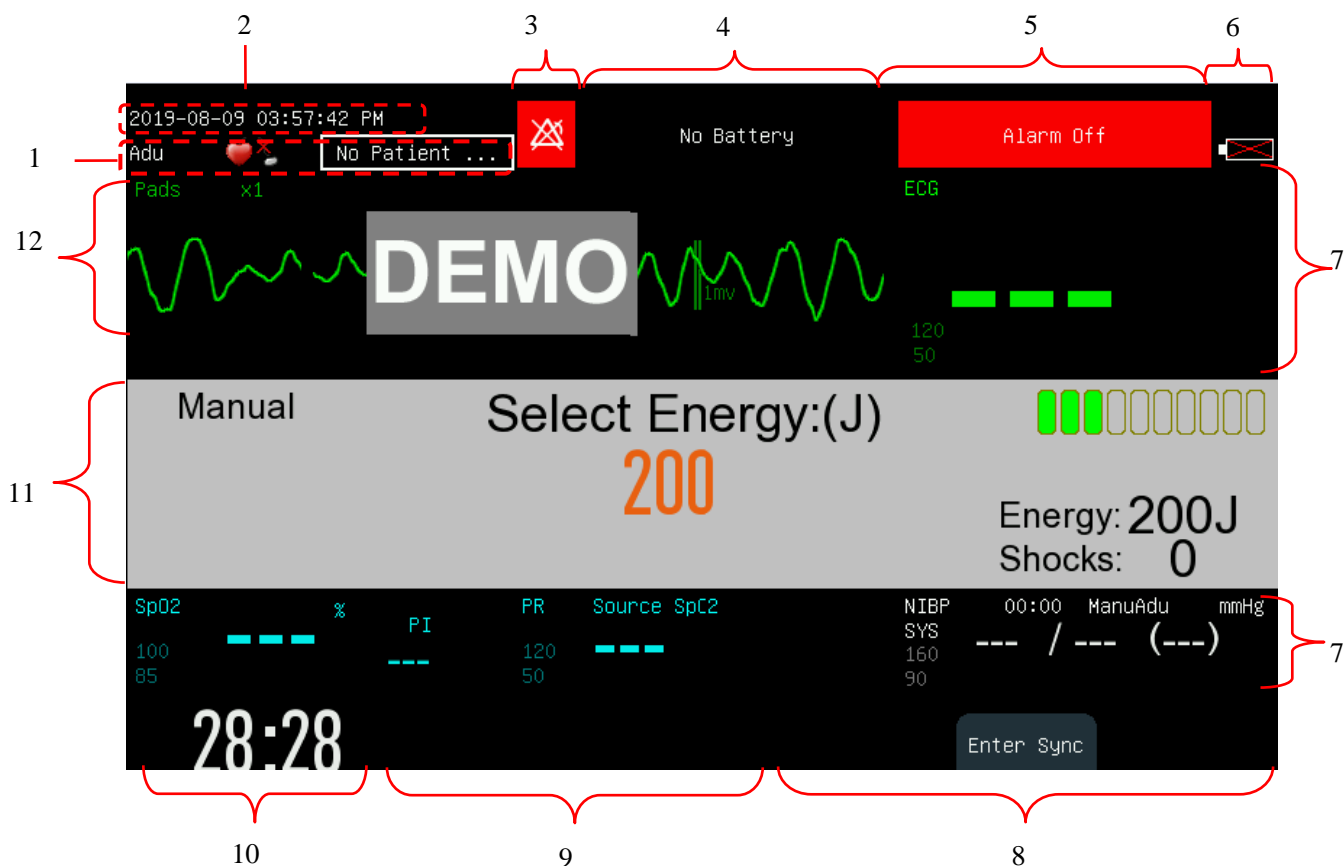 2 3 4 5 6
2019-08-09 03:57:42 PM
No Battery
Alarm Off
1
Adu
No Patient ...
Pads x1
ECG
12
7
DEMO
1mv
120
50
Manual
Select Energy:(J)
200
11
Energy: 200J
Shocks: 0
SpO2 %
100
85
PI
---
PR Source SpC2
120
50
---
NIBP 00:00 ManuAdu mmHg
SYS
160
90
--- / --- (---)
7
28:28
Enter Sync
10 9 8